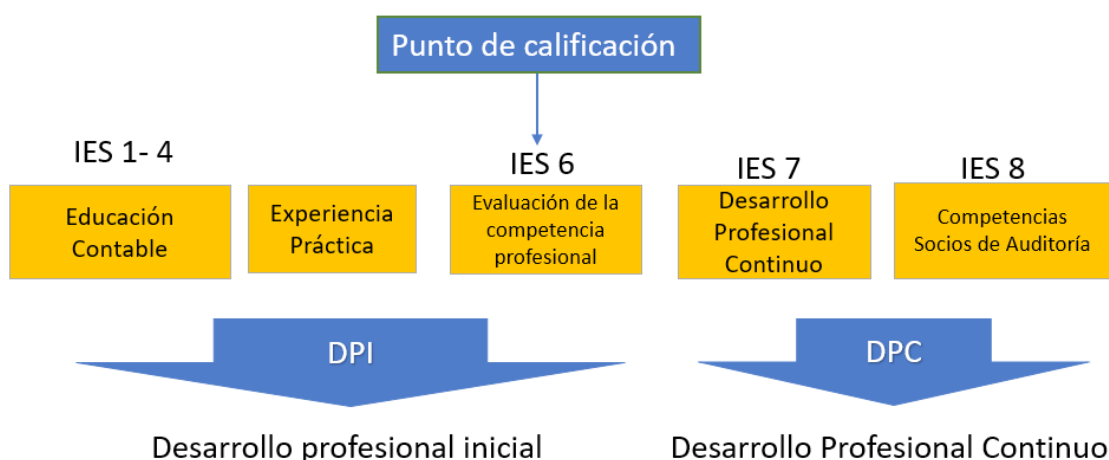 Punto de calificación
IES 1- 4
Educación
Contable
Experiencia
Práctica
IES 6
Evaluación de la
competencia
profesional
IES 7
Desarrollo
Profesional
Continuo
IES 8
Competencias
Socios de Auditoría
DPI
DPC
Desarrollo profesional inicial
Desarrollo Profesional Continuo